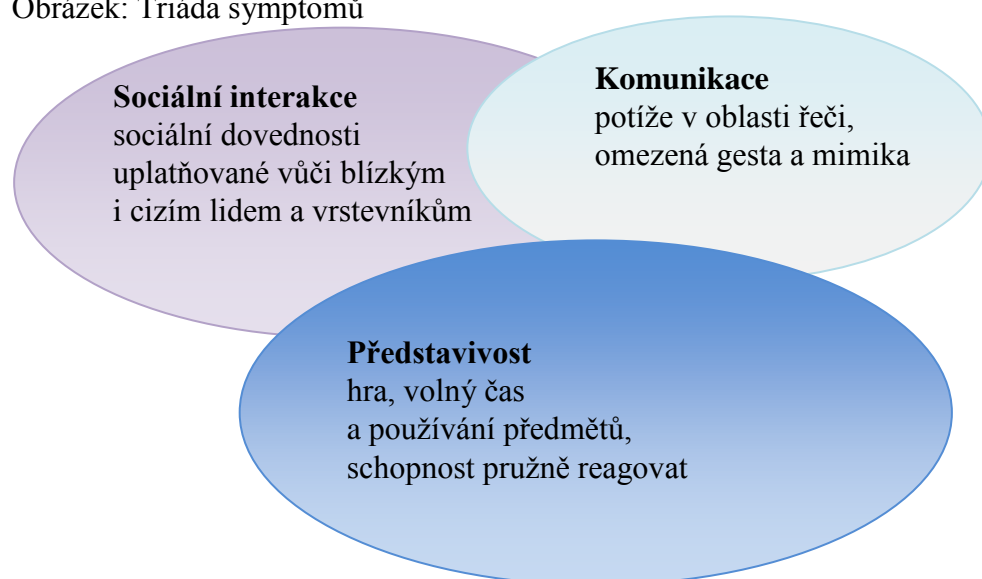 Obrázek: Triáda symptomů
Sociální interakce
sociální dovednosti
uplatňované vůči blízkým
i cizím lidem a vrstevníkům
Komunikace
potíže v oblasti řeči,
omezená gesta a mimika
Představivost
hra, volný čas
a používání předmětů,
schopnost pružně reagovat